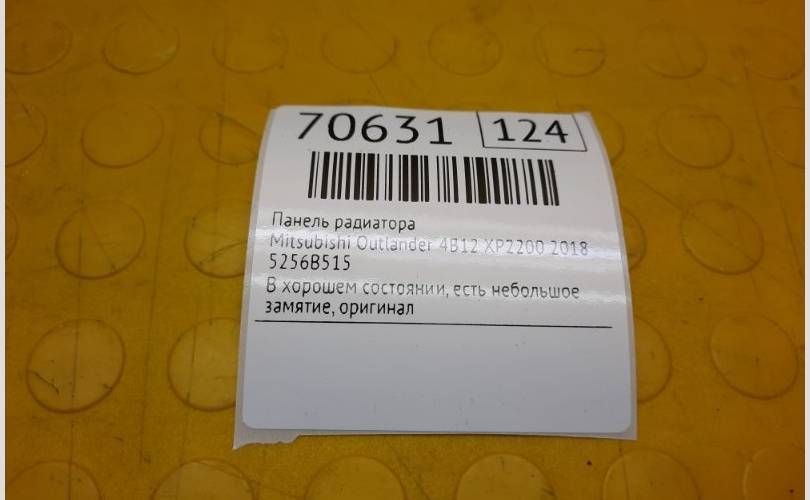 70631 124
Панель радиатора
Mitsubishi Outlander 4B12 XP2200 2018
5256B515
В хорошем состоянии, есть небольшое
замятие, оригинал